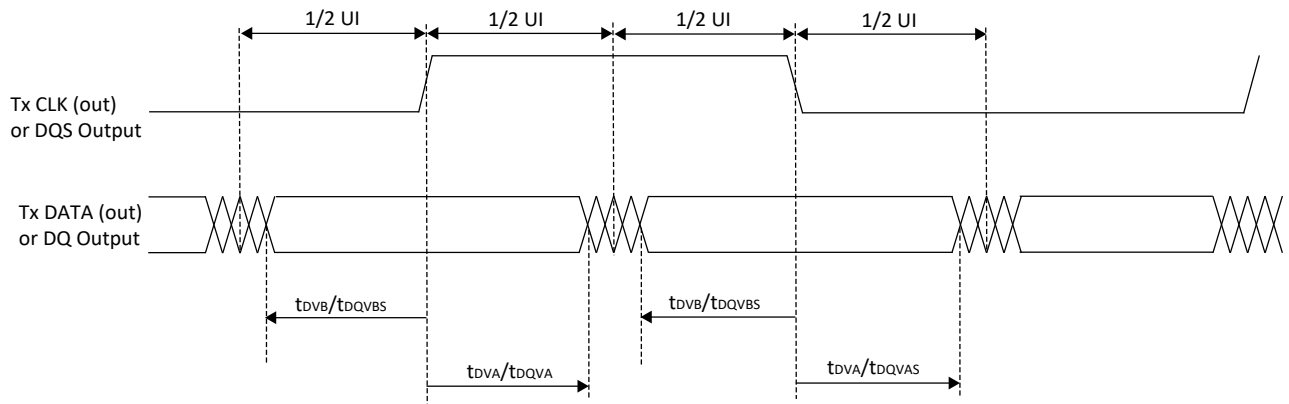 1/2 UI
1/2 UI
1/2 UI
1/2 UI
Tx CLK (out)
or DQS Output
Tx DATA (out)
or DQ Output
tDVB/tDQVBS
tDVB/tDQVBS
tDVA/tDQVA
tDVA/tDQVAS